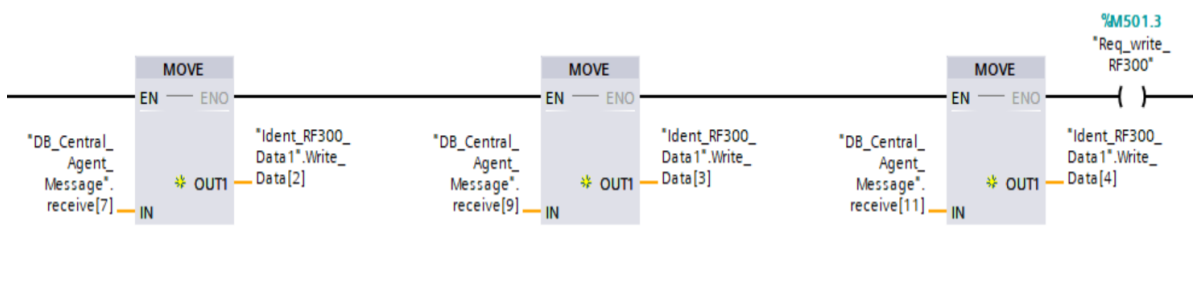 %M501.3
"Req_write_
RF300"
MOVE
EN
ENO
"DB_Central_
Agent_
Message".
receive[7]
IN
OUT1
"Ident_RF300_
Data1".Write_
Data[2]
MOVE
EN
ENO
"DB_Central_
Agent_
Message".
receive[9]
IN
OUT1
"Ident_RF300_
Data1".Write_
Data[3]
MOVE
EN
ENO
"DB_Central_
Agent_
Message".
receive[11]
IN
OUT1
"Ident_RF300_
Data1".Write_
Data[4]